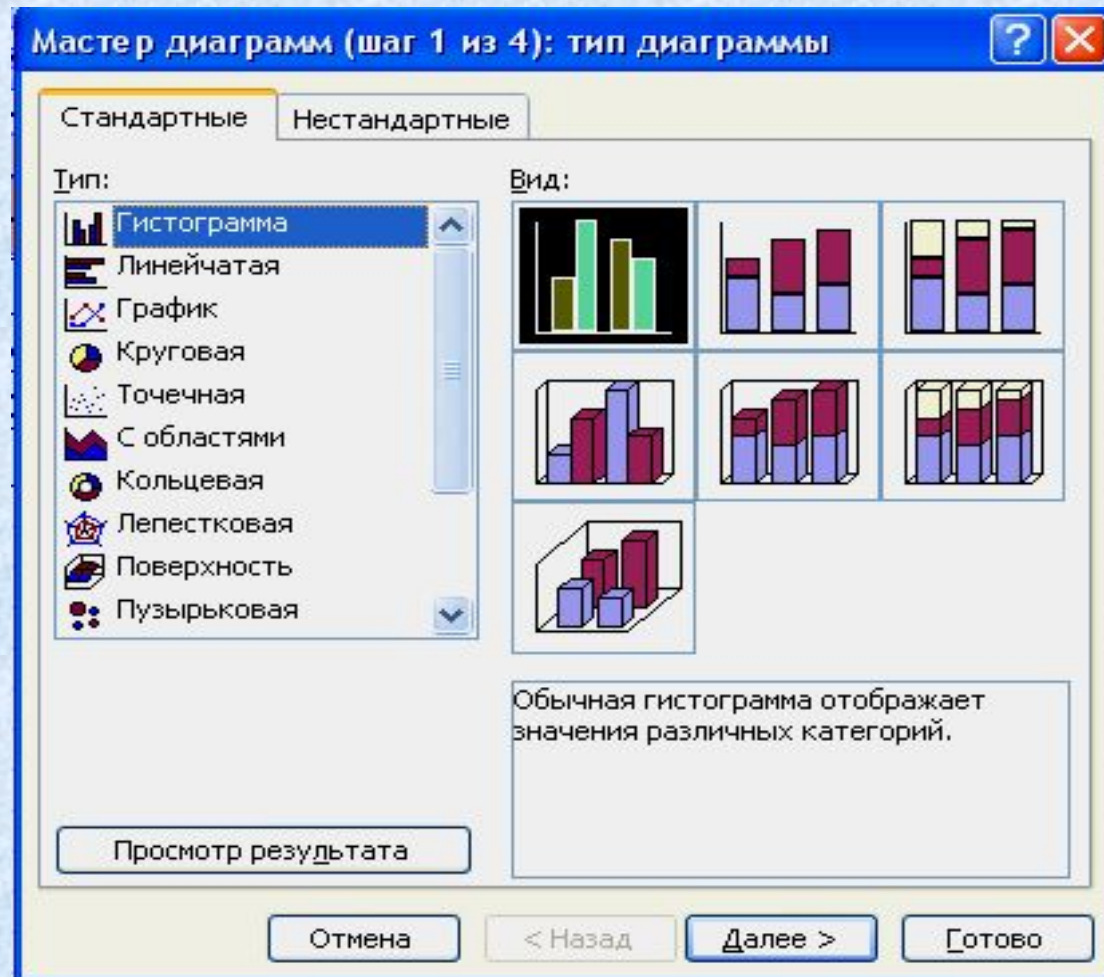 Мастер диаграмм (шаг 1 из 4): тип диаграммы
Стандартные
Нестандартные
Тип:
Вид:
Гистограмма
Линейчатая
График
Круговая
Точечная
С областями
Кольцевая
Лепестковая
Поверхность
Пузырьковая
Обычная гистограмма отображает
значения различных категорий.
Просмотр результата
Отмена
< Назад
Далее >
Готово